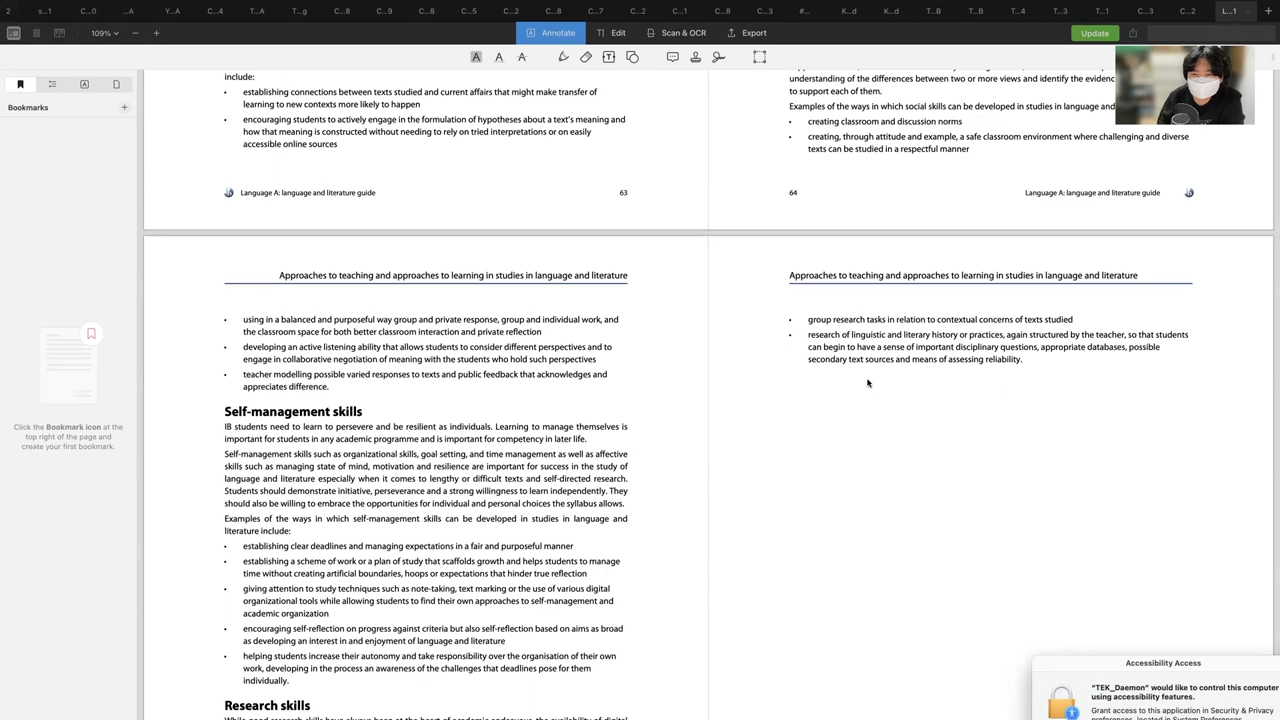 2
s...1
C...0
A...
Y...A
C...4
T...
C...D
F...
C...7
C...2
C...1
C...8
C...3
#...
K...d
K...n
T...B
T...4
C...3
C...2
L...1
109%
Annotate
Edit
Scan & OCR
Export
Update
Bookmarks
Click the Bookmark icon at the
top right of the page and
create your first bookmark.
include:
• establishing connections between texts studied and current affairs that might make transfer of
learning to new contexts more likely to happen
• encouraging students to actively engage in the formulation of hypotheses about a text's meaning and
how that meaning is constructed without needing to rely on tried interpretations or on easily
accessible online sources
Language A: language and literature guide 63
understanding of the differences between two or more views and identify the evidenc
to support each of them.
Examples of the ways in which social skills can be developed in studies in language and
• creating classroom and discussion norms
• creating, through attitude and example, a safe classroom environment where challenging and diverse
texts can be studied in a respectful manner
64 Language A: language and literature guide
Approaches to teaching and approaches to learning in studies in language and literature
• using in a balanced and purposeful way group and private response, group and individual work, and
the classroom space for both better classroom interaction and private reflection
• developing an active listening ability that allows students to consider different perspectives and to
engage in collaborative negotiation of meaning with the students who hold such perspectives
• teacher modelling possible varied responses to texts and public feedback that acknowledges and
appreciates difference.
Self-management skills
IB students need to learn to persevere and be resilient as individuals. Learning to manage themselves is
important for students in any academic programme and is important for competency in later life.
Self-management skills such as organizational skills, goal setting, and time management as well as affective
skills such as managing state of mind, motivation and resilience are important for success in the study of
language and literature especially when it comes to lengthy or difficult texts and self-directed research.
Students should demonstrate initiative, perseverance and a strong willingness to learn independently. They
should also be willing to embrace the opportunities for individual and personal choices the syllabus allows.
Examples of the ways in which self-management skills can be developed in studies in language and
literature include:
• establishing clear deadlines and managing expectations in a fair and purposeful manner
• establishing a scheme of work or a plan of study that scaffolds growth and helps students to manage
time without creating artificial boundaries, hoops or expectations that hinder true reflection
• giving attention to study techniques such as note-taking, text marking or the use of various digital
organizational tools while allowing students to find their own approaches to self-management and
academic organization
• encouraging self-reflection on progress against criteria but also self-reflection based on aims as broad
as developing an interest in and enjoyment of language and literature
• helping students increase their autonomy and take responsibility over the organisation of their own
work, developing in the process an awareness of the challenges that deadlines pose for them
individually.
Research skills
Approaches to teaching and approaches to learning in studies in language and literature
• group research tasks in relation to contextual concerns of texts studied
• research of linguistic and literary history or practices, again structured by the teacher, so that students
can begin to have a sense of important disciplinary questions, appropriate databases, possible
secondary text sources and means of assessing reliability.
Accessibility Access
"TEK_Daemon" would like to control this computer
using accessibility features.
Grant access to this application in Security & Privacy
preferences, located in System Preferences.